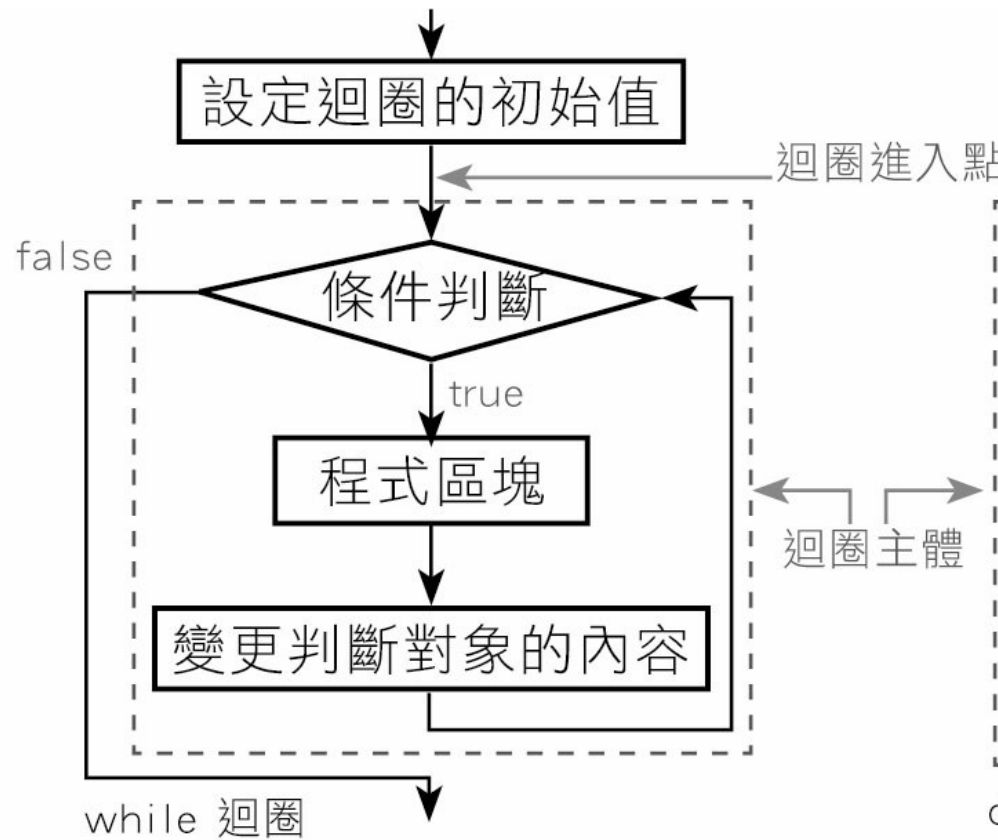 設定迴圈的初始值
迴圈進入點
false
條件判斷
true
程式區塊
迴圈主體
變更判斷對象的內容
while 迴圈